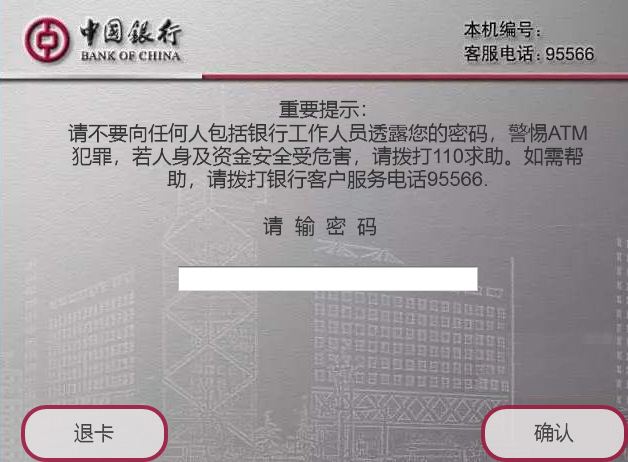 中国银行
BANK OF CHINA
本机编号:
客服电话: 95566
重要提示:
请不要向任何人包括银行工作人员透露您的密码，警惕ATM
犯罪，若人身及资金安全受危害，请拨打110求助。如需帮
助，请拨打银行客户服务电话95566.
请 输 密 码
退卡
确认